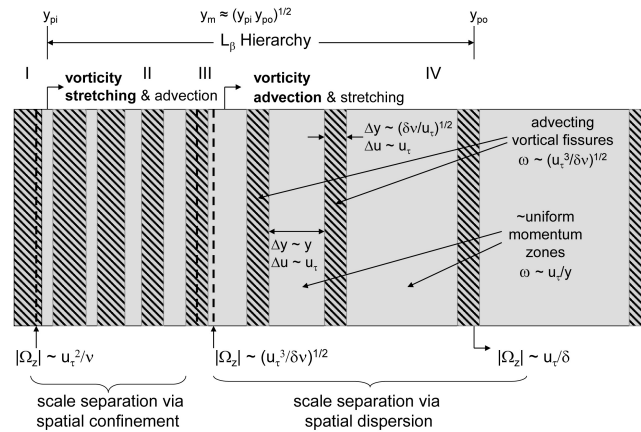 y_pi
y_m ≈ (y_pi y_po)^1/2
y_po
L_β Hierarchy
I
II
III
IV
vorticity
stretching & advection
vorticity
advection & stretching
Δy ~ (δν/u_τ)^1/2
Δu ~ u_τ
advecting
vortical fissures
ω ~ (u_τ^3/δν)^1/2
Δy ~ y
Δu ~ u_τ
~uniform
momentum
zones
ω ~ u_τ/y
|Ω_z| ~ u_τ^2/ν
|Ω_z| ~ (u_τ^3/δν)^1/2
|Ω_z| ~ u_τ/δ
scale separation via
spatial confinement
scale separation via
spatial dispersion